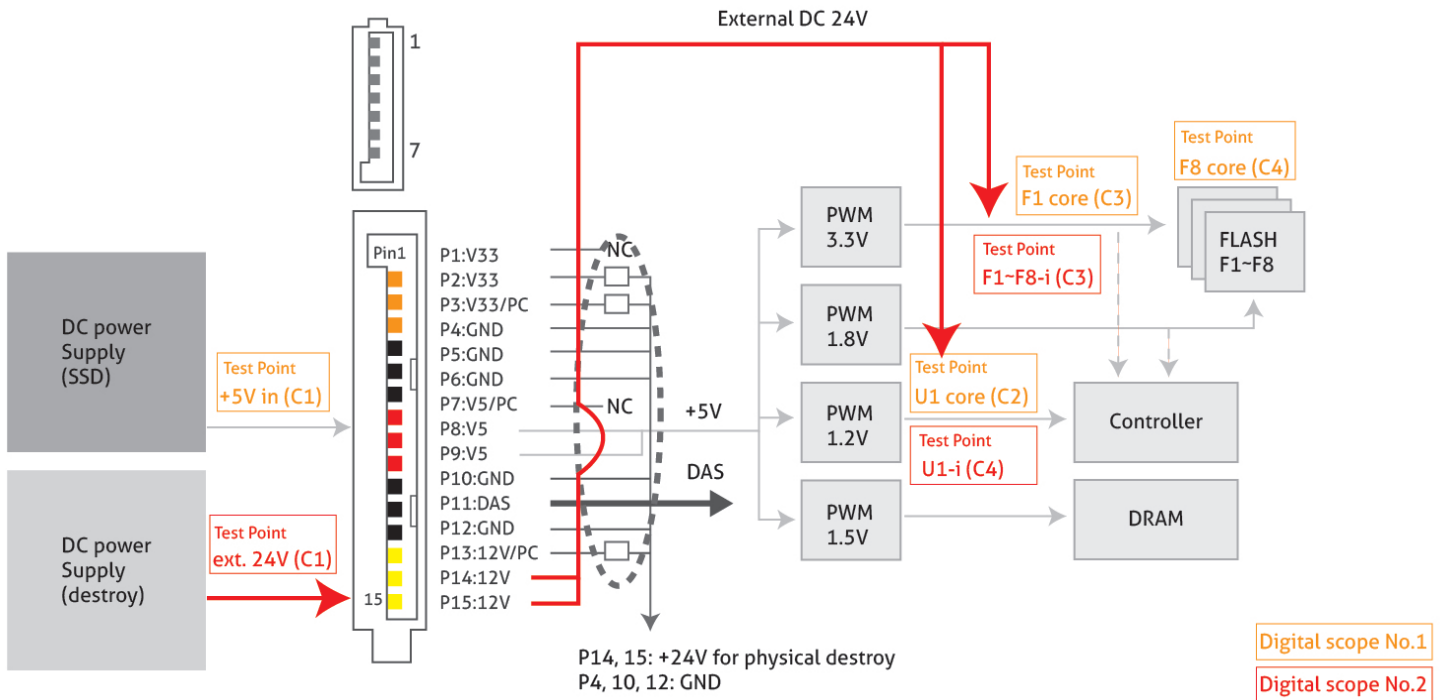 External DC 24V
1
7
Test Point
F8 core (C4)
Test Point
F1 core (C3)
PWM
3.3V
FLASH
F1~F8
Test Point
F1~F8-i (C3)
Pin1
P1:V33
NC
P2:V33
P3:V33/PC
P4:GND
P5:GND
P6:GND
P7:V5/PC
NC
P8:V5
P9:V5
P10:GND
P11:DAS
P12:GND
P13:12V/PC
P14:12V
P15:12V
15
DC power
Supply
(SSD)
Test Point
+5V in (C1)
DC power
Supply
(destroy)
Test Point
ext. 24V (C1)
+5V
DAS
PWM
1.8V
Test Point
U1 core (C2)
PWM
1.2V
Test Point
U1-i (C4)
Controller
PWM
1.5V
DRAM
P14, 15: +24V for physical destroy
P4, 10, 12: GND
Digital scope No.1
Digital scope No.2